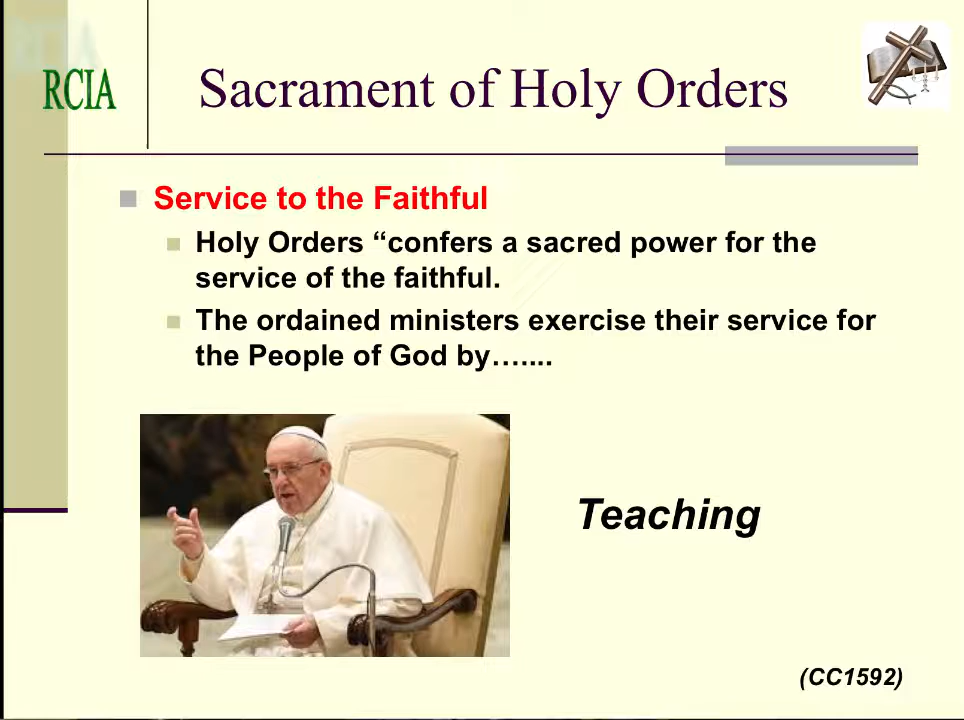 RCIA
Sacrament of Holy Orders
Service to the Faithful
Holy Orders “confers a sacred power for the
service of the faithful.
The ordained ministers exercise their service for
the People of God by…....
Teaching
(CC1592)